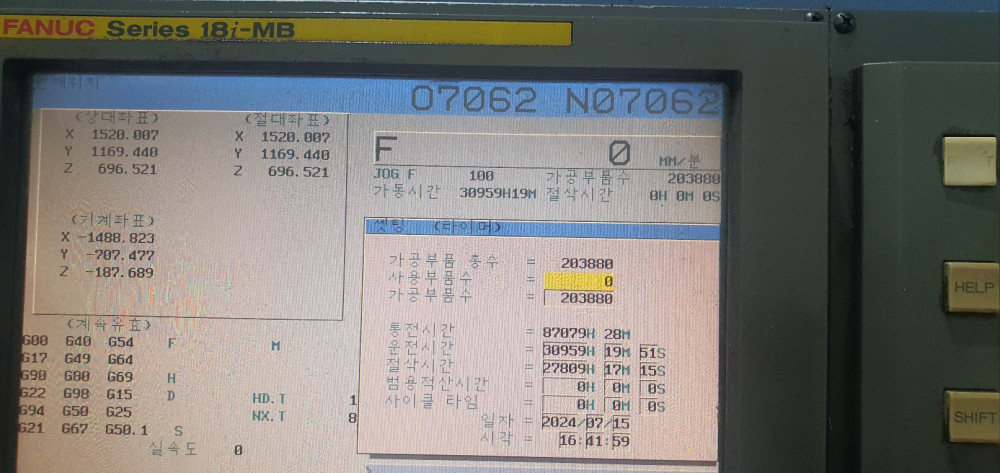 FANUC Series 18i-MB
현재위치
O7062 N07062
(상대좌표) (절대좌표)
X 1520.007 X 1520.007
Y 1169.440 Y 1169.440
Z 696.521 Z 696.521
F 0 MM/분
JOG F 100 가공부품수 203880
가동시간 30959H19M 절삭시간 0H 0M 0S
(기계좌표)
X -1488.823
Y -707.477
Z -187.689
셋팅 (타이머)
가공부품 총수 = 203880
사용부품수 = 0
가공부품수 = 203880
통전시간 = 87079H 28M
운전시간 = 30959H 19M 51S
절삭시간 = 27809H 17M 15S
범용적산시간 = 0H 0M 0S
사이클 타임 = 0H 0M 0S
일자 = 2024/07/15
시각 = 16:41:59
(계속유효)
G00 G40 G54 F M
G17 G49 G64
G90 G80 G69 H
G22 G98 G15 D HD.T 1
G94 G50 G25 NX.T 8
G21 G67 G50.1 S
실속도 0
HELP
SHIFT